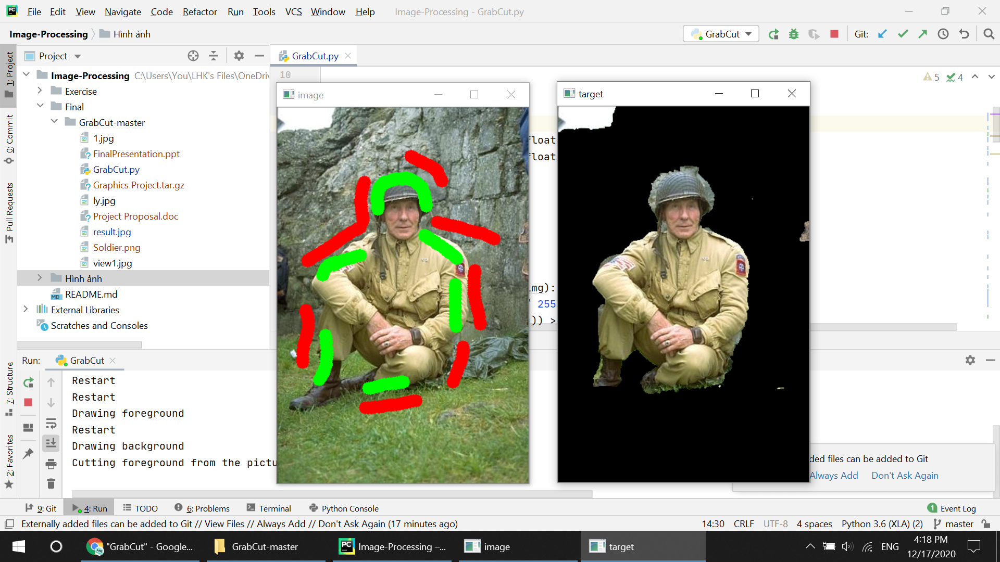 File Edit View Navigate Code Refactor Run Tools VCS Window Help Image-Processing - GrabCut.py
Image-Processing Hình ảnh GrabCut Git:
1: Project
0: Commit
Pull Requests
7: Structure
2: Favorites
Project
GrabCut.py
Image-Processing C:\Users\You\LHK's Files\OneDriv
Exercise
Final
GrabCut-master
1.jpg
FinalPresentation.ppt
GrabCut.py
Graphics Project.tar.gz
ly.jpg
Project Proposal.doc
result.jpg
Soldier.png
view1.jpg
Hình ảnh
README.md
External Libraries
Scratches and Consoles
10
5 4
float
float
img):
255
)) >
image
target
Run: GrabCut
Restart
Restart
Drawing foreground
Restart
Drawing background
Cutting foreground from the pictu
ded files can be added to Git
Always Add Don't Ask Again
9: Git 4: Run TODO 6: Problems Terminal Python Console 1 Event Log
Externally added files can be added to Git // View Files // Always Add // Don't Ask Again (17 minutes ago) 14:30 CRLF UTF-8 4 spaces Python 3.6 (XLA) (2) master
"GrabCut" - Google... GrabCut-master Image-Processing –... image target ENG 4:18 PM
12/17/2020